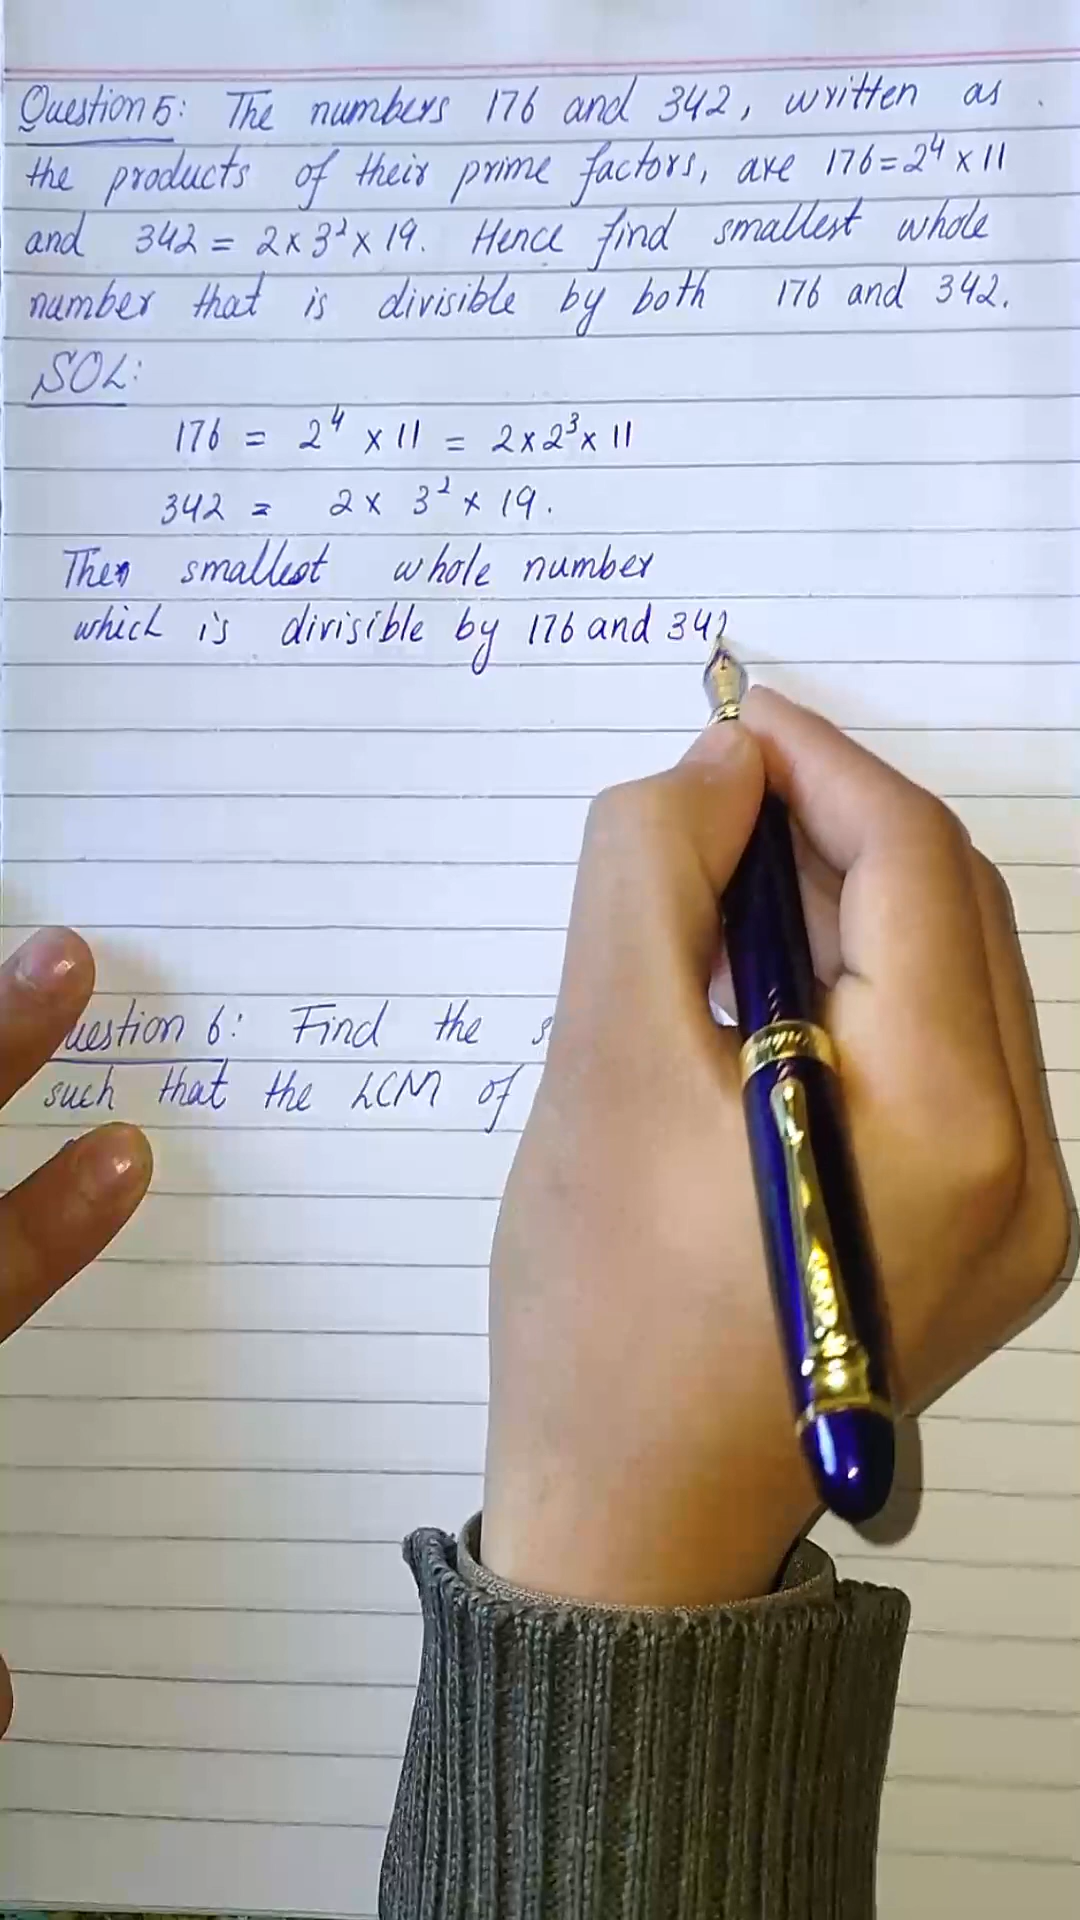 Question 5: The numbers 176 and 342, written as
the products of their prime factors, are 176=2⁴×11
and 342 = 2×3²×19. Hence find smallest whole
number that is divisible by both 176 and 342.
SOL:
176 = 2⁴ ×11 = 2×2³×11
342 = 2× 3² × 19.
Then smallest whole number
which is divisible by 176 and 342
uestion 6: Find the s
such that the LCM of